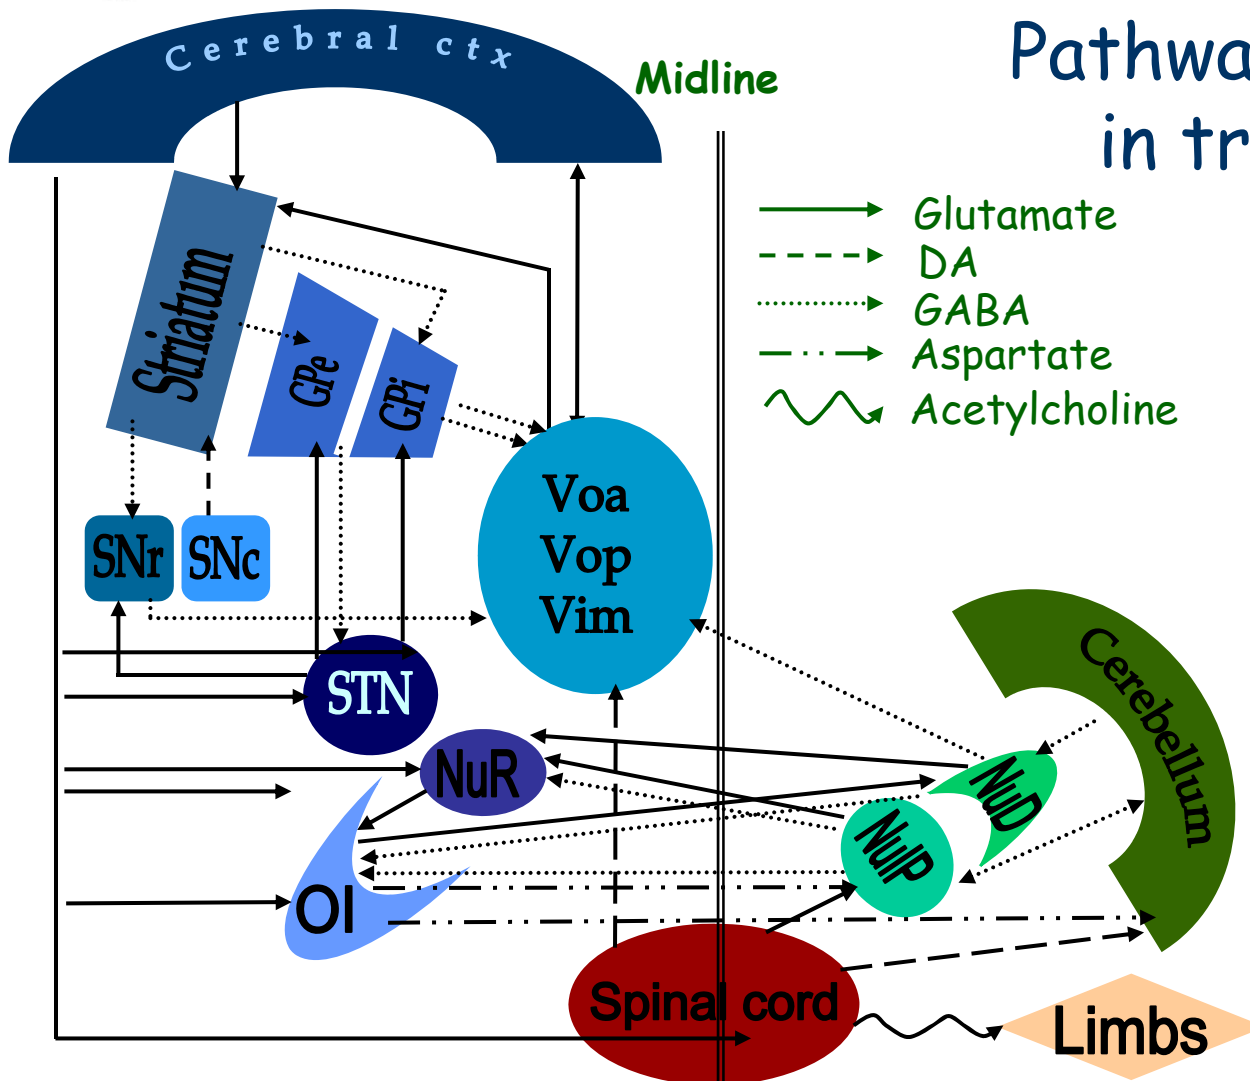 Cerebral ctx
Midline
Pathwa
in tr
Glutamate
DA
GABA
Aspartate
Acetylcholine
Striatum
GPe
GPi
Voa
Vop
Vim
SNr
SNc
STN
NuR
NuD
NuIP
Cerebellum
OI
Spinal cord
Limbs